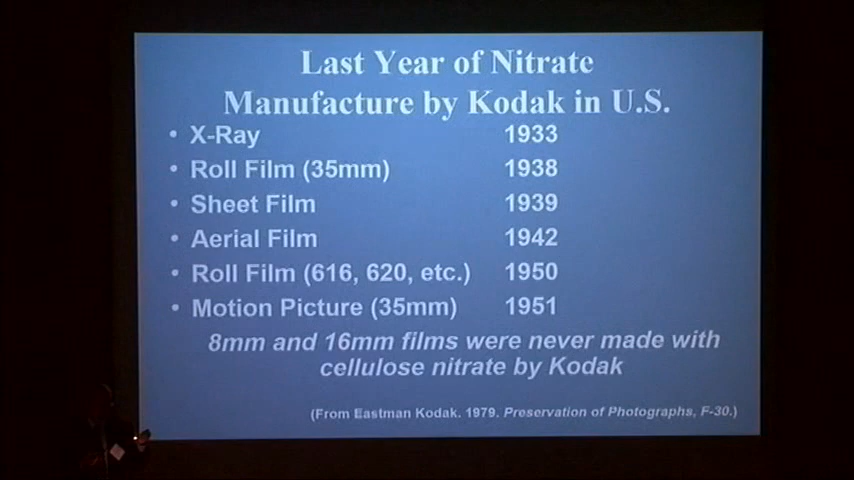 Last Year of Nitrate
Manufacture by Kodak in U.S.
• X-Ray 1933
• Roll Film (35mm) 1938
• Sheet Film 1939
• Aerial Film 1942
• Roll Film (616, 620, etc.) 1950
• Motion Picture (35mm) 1951
8mm and 16mm films were never made with
cellulose nitrate by Kodak
(From Eastman Kodak. 1979. Preservation of Photographs, F-30.)